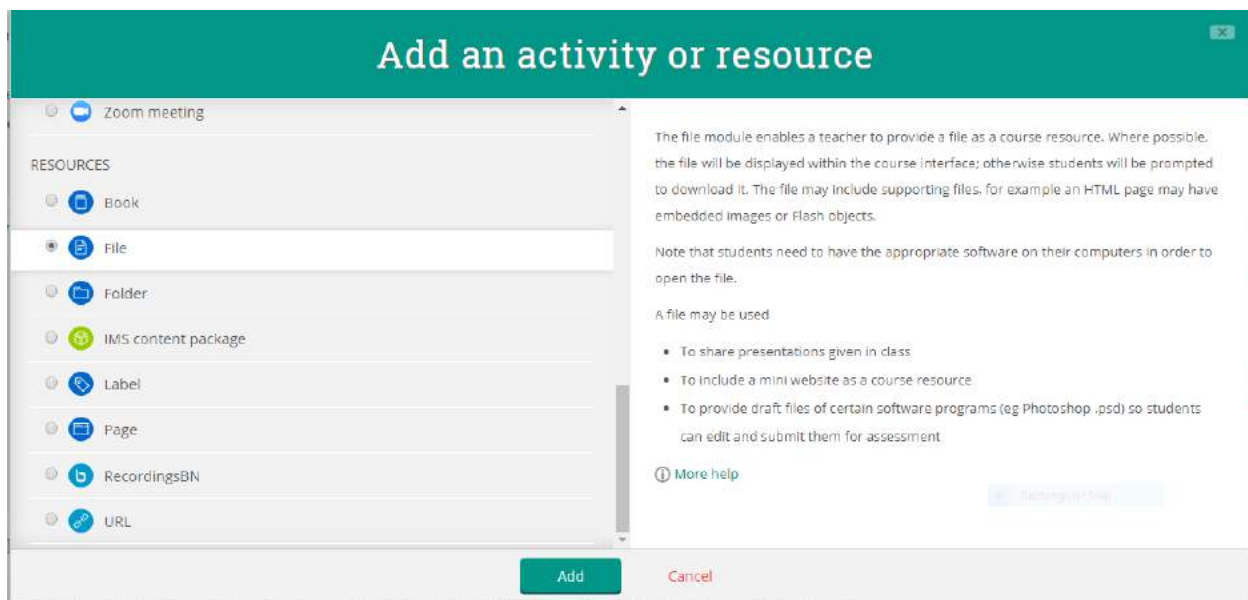 Add an activity or resource
Zoom meeting
RESOURCES
Book
File
Folder
IMS content package
Label
Page
RecordingsBN
URL
The file module enables a teacher to provide a file as a course resource. Where possible,
the file will be displayed within the course interface; otherwise students will be prompted
to download it. The file may include supporting files, for example an HTML page may have
embedded images or Flash objects.
Note that students need to have the appropriate software on their computers in order to
open the file.
A file may be used
• To share presentations given in class
• To include a mini website as a course resource
• To provide draft files of certain software programs (eg Photoshop .psd) so students
can edit and submit them for assessment
More help
Rectangular Snip
Add
Cancel